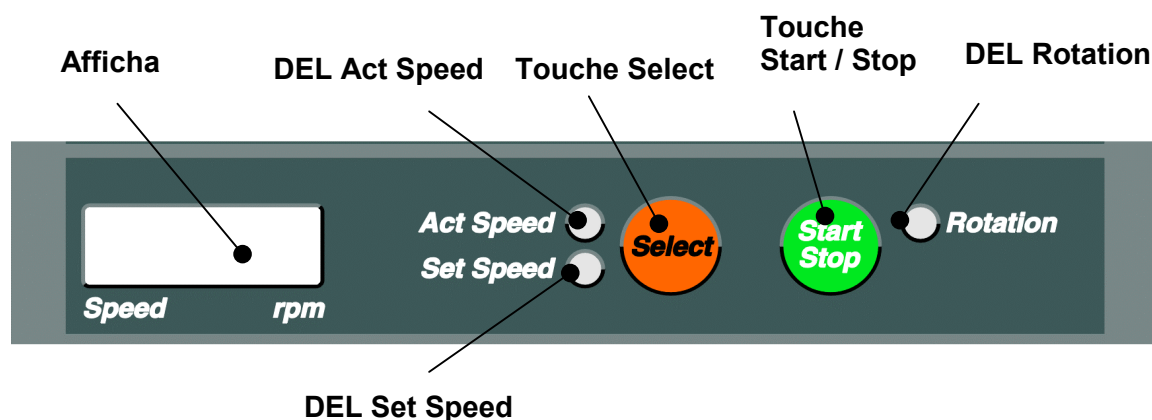 Touche
Afficha
DEL Act Speed
Touche Select
Start / Stop
DEL Rotation
Act Speed
Select
Start
Stop
Rotation
Set Speed
Speed
rpm
DEL Set Speed